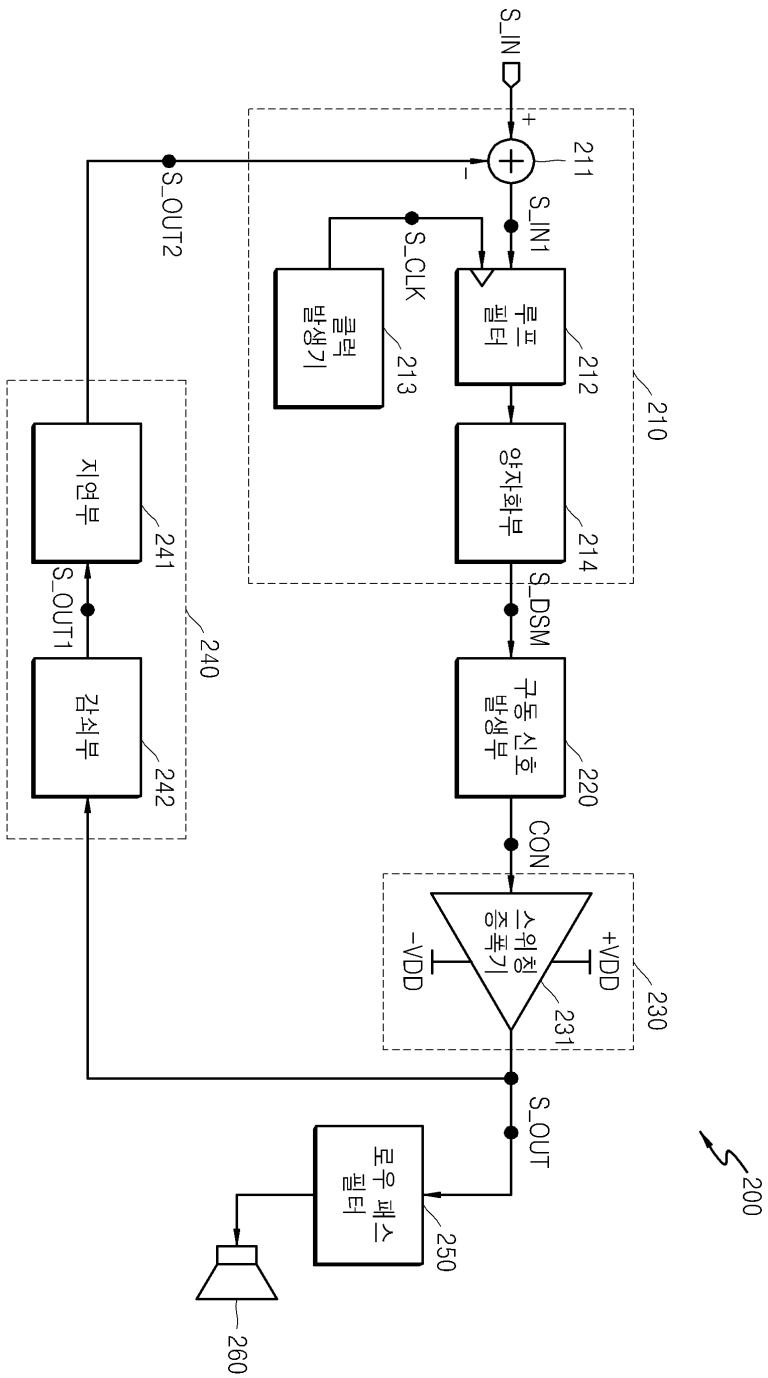 200
S_IN
+
-
211
S_IN1
S_CLK
루프
필터
212
클럭
발생기
213
양자화부
214
210
S_DSM
구동 신호
발생부
220
CON
+VDD
스위칭
증폭기
-VDD
231
230
S_OUT
로우 패스
필터
250
260
S_OUT2
지연부
241
S_OUT1
감쇠부
242
240